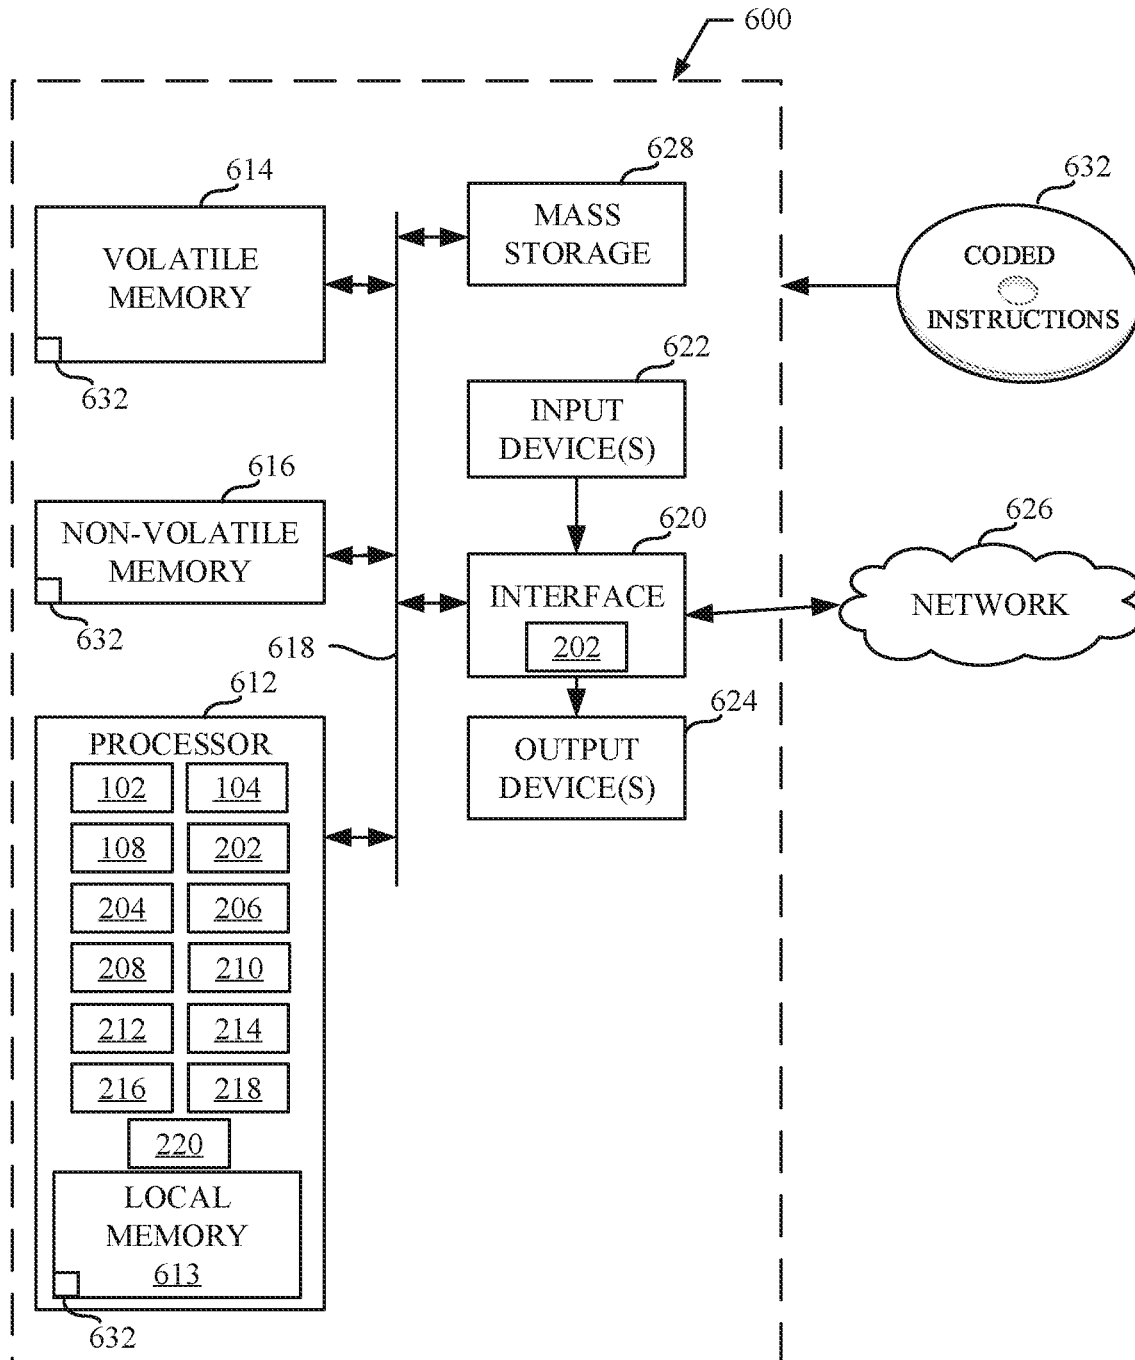 600
614
VOLATILE
MEMORY
632
628
MASS
STORAGE
632
CODED
INSTRUCTIONS
622
INPUT
DEVICE(S)
616
NON-VOLATILE
MEMORY
632
620
INTERFACE
202
626
NETWORK
618
624
OUTPUT
DEVICE(S)
612
PROCESSOR
102 104
108 202
204 206
208 210
212 214
216 218
220
LOCAL
MEMORY
613
632